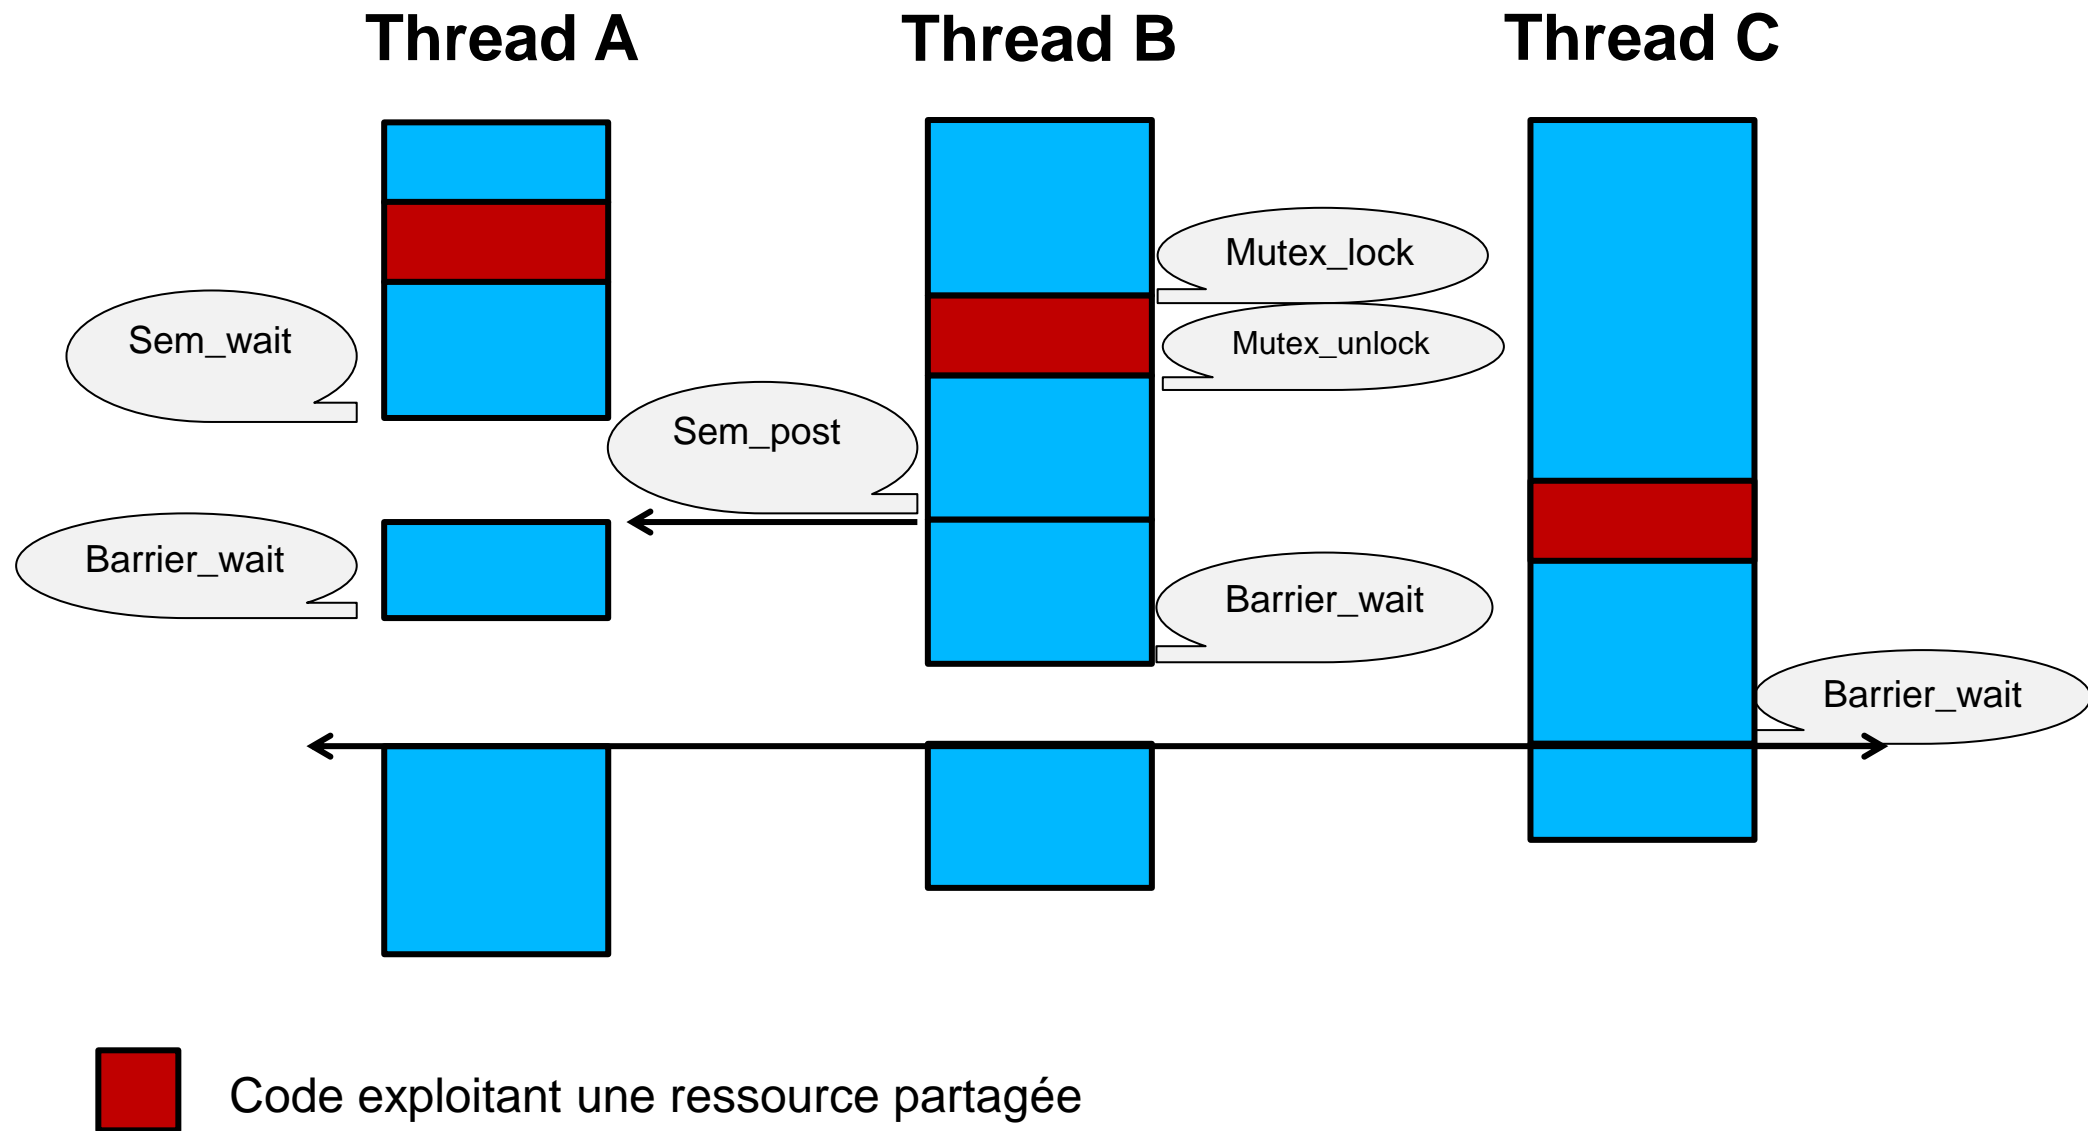 Thread A
Thread B
Thread C
Mutex_lock
Sem_wait
Mutex_unlock
Sem_post
Barrier_wait
Barrier_wait
Barrier_wait
Code exploitant une ressource partagée